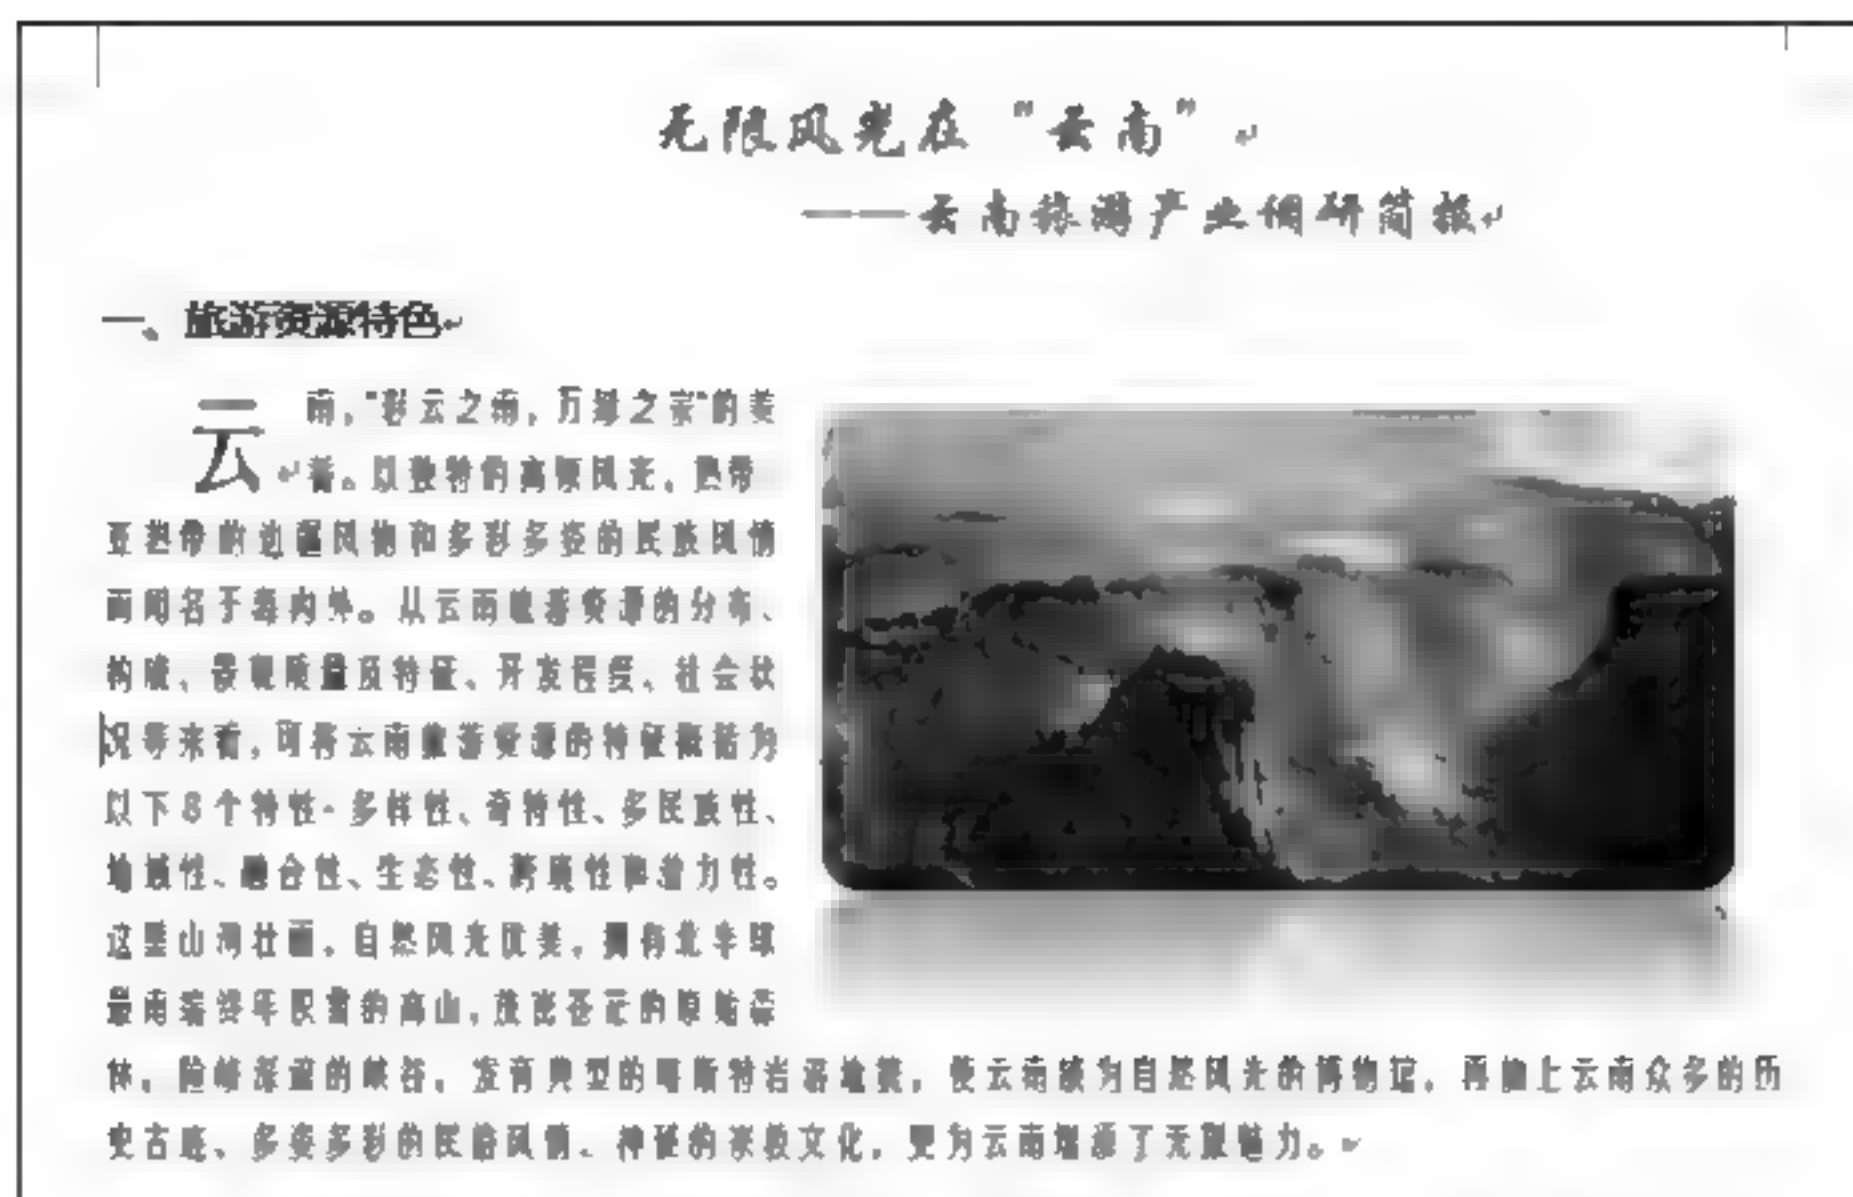 无限风光在“云南”
——云南旅游产业调研简报
一、旅游资源特色
云南,“彩云之南,万绿之宗”的美
誉。以独特的高原风光,热带
亚热带的边疆风物和多彩多姿的民族风情
而闻名于海内外。从云南旅游资源的分布、
构成、景观质量及特征、开发程度、社会状
况等来看,可将云南旅游资源的特征概括为
以下8个特性-多样性、奇特性、多民族性、
地域性、融合性、生态性、跨境性和潜力性。
这里山河壮丽,自然风光优美,拥有北半球
最南端终年积雪的高山,茂密苍茫的原始森
林,险峻深邃的峡谷,发育典型的喀斯特岩溶地貌,使云南成为自然风光的博物馆,再加上云南众多的历
史古迹、多姿多彩的民俗风情、神秘的宗教文化,更为云南增添了无限魅力。